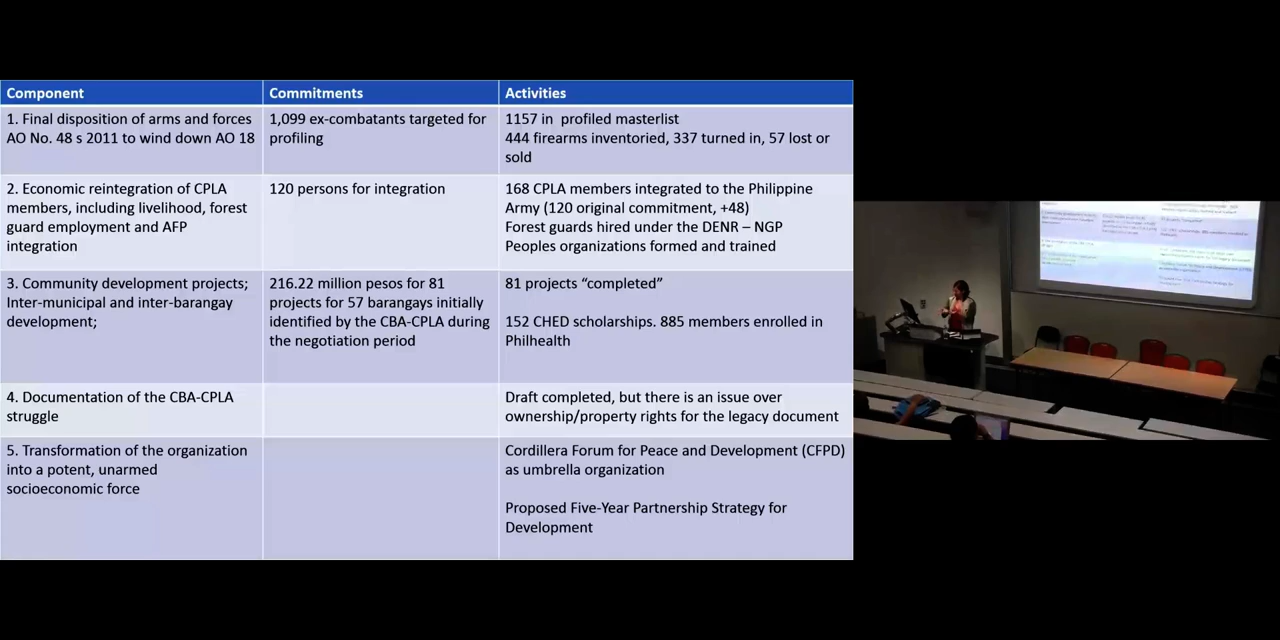 Component
Commitments
Activities
1. Final disposition of arms and forces
AO No. 48 s 2011 to wind down AO 18
1,099 ex-combatants targeted for
profiling
1157 in profiled masterlist
444 firearms inventoried, 337 turned in, 57 lost or
sold
2. Economic reintegration of CPLA
members, including livelihood, forest
guard employment and AFP
integration
120 persons for integration
168 CPLA members integrated to the Philippine
Army (120 original commitment, +48)
Forest guards hired under the DENR – NGP
Peoples organizations formed and trained
3. Community development projects;
Inter-municipal and inter-barangay
development;
216.22 million pesos for 81
projects for 57 barangays initially
identified by the CBA-CPLA during
the negotiation period
81 projects “completed”
152 CHED scholarships. 885 members enrolled in
Philhealth
4. Documentation of the CBA-CPLA
struggle
Draft completed, but there is an issue over
ownership/property rights for the legacy document
5. Transformation of the organization
into a potent, unarmed
socioeconomic force
Cordillera Forum for Peace and Development (CFPD)
as umbrella organization
Proposed Five-Year Partnership Strategy for
Development